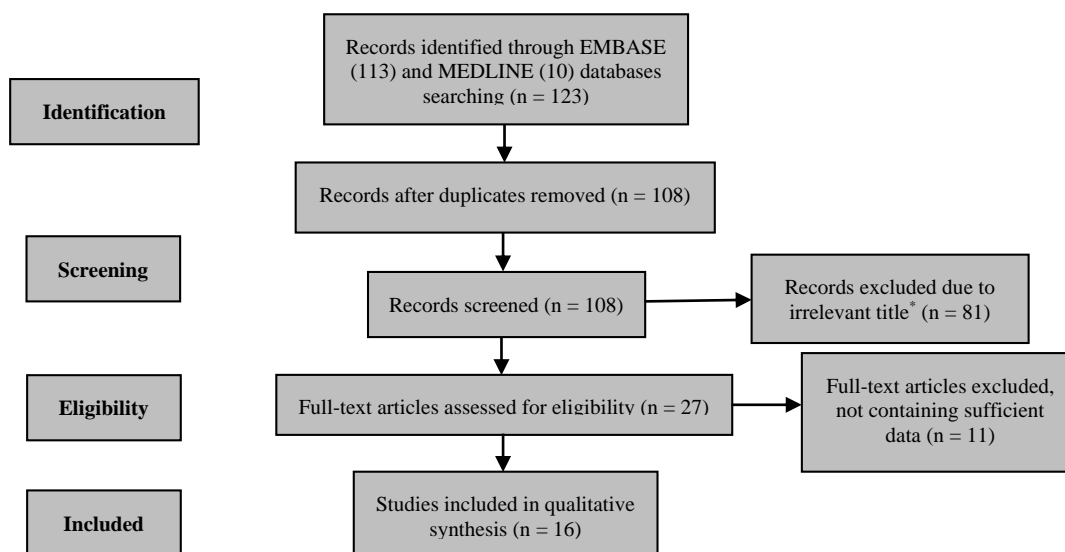 Records identified through EMBASE
(113) and MEDLINE (10) databases
searching (n = 123)
Identification
Records after duplicates removed (n = 108)
Screening
Records screened (n = 108)
Records excluded due to
irrelevant title* (n = 81)
Eligibility
Full-text articles assessed for eligibility (n = 27)
Full-text articles excluded,
not containing sufficient
data (n = 11)
Included
Studies included in qualitative
synthesis (n = 16)